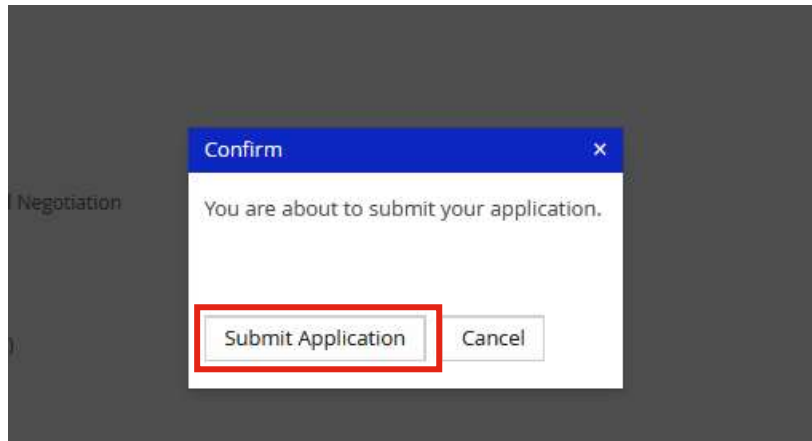 Confirm ×
Negotiation
You are about to submit your application.
)
Submit Application Cancel